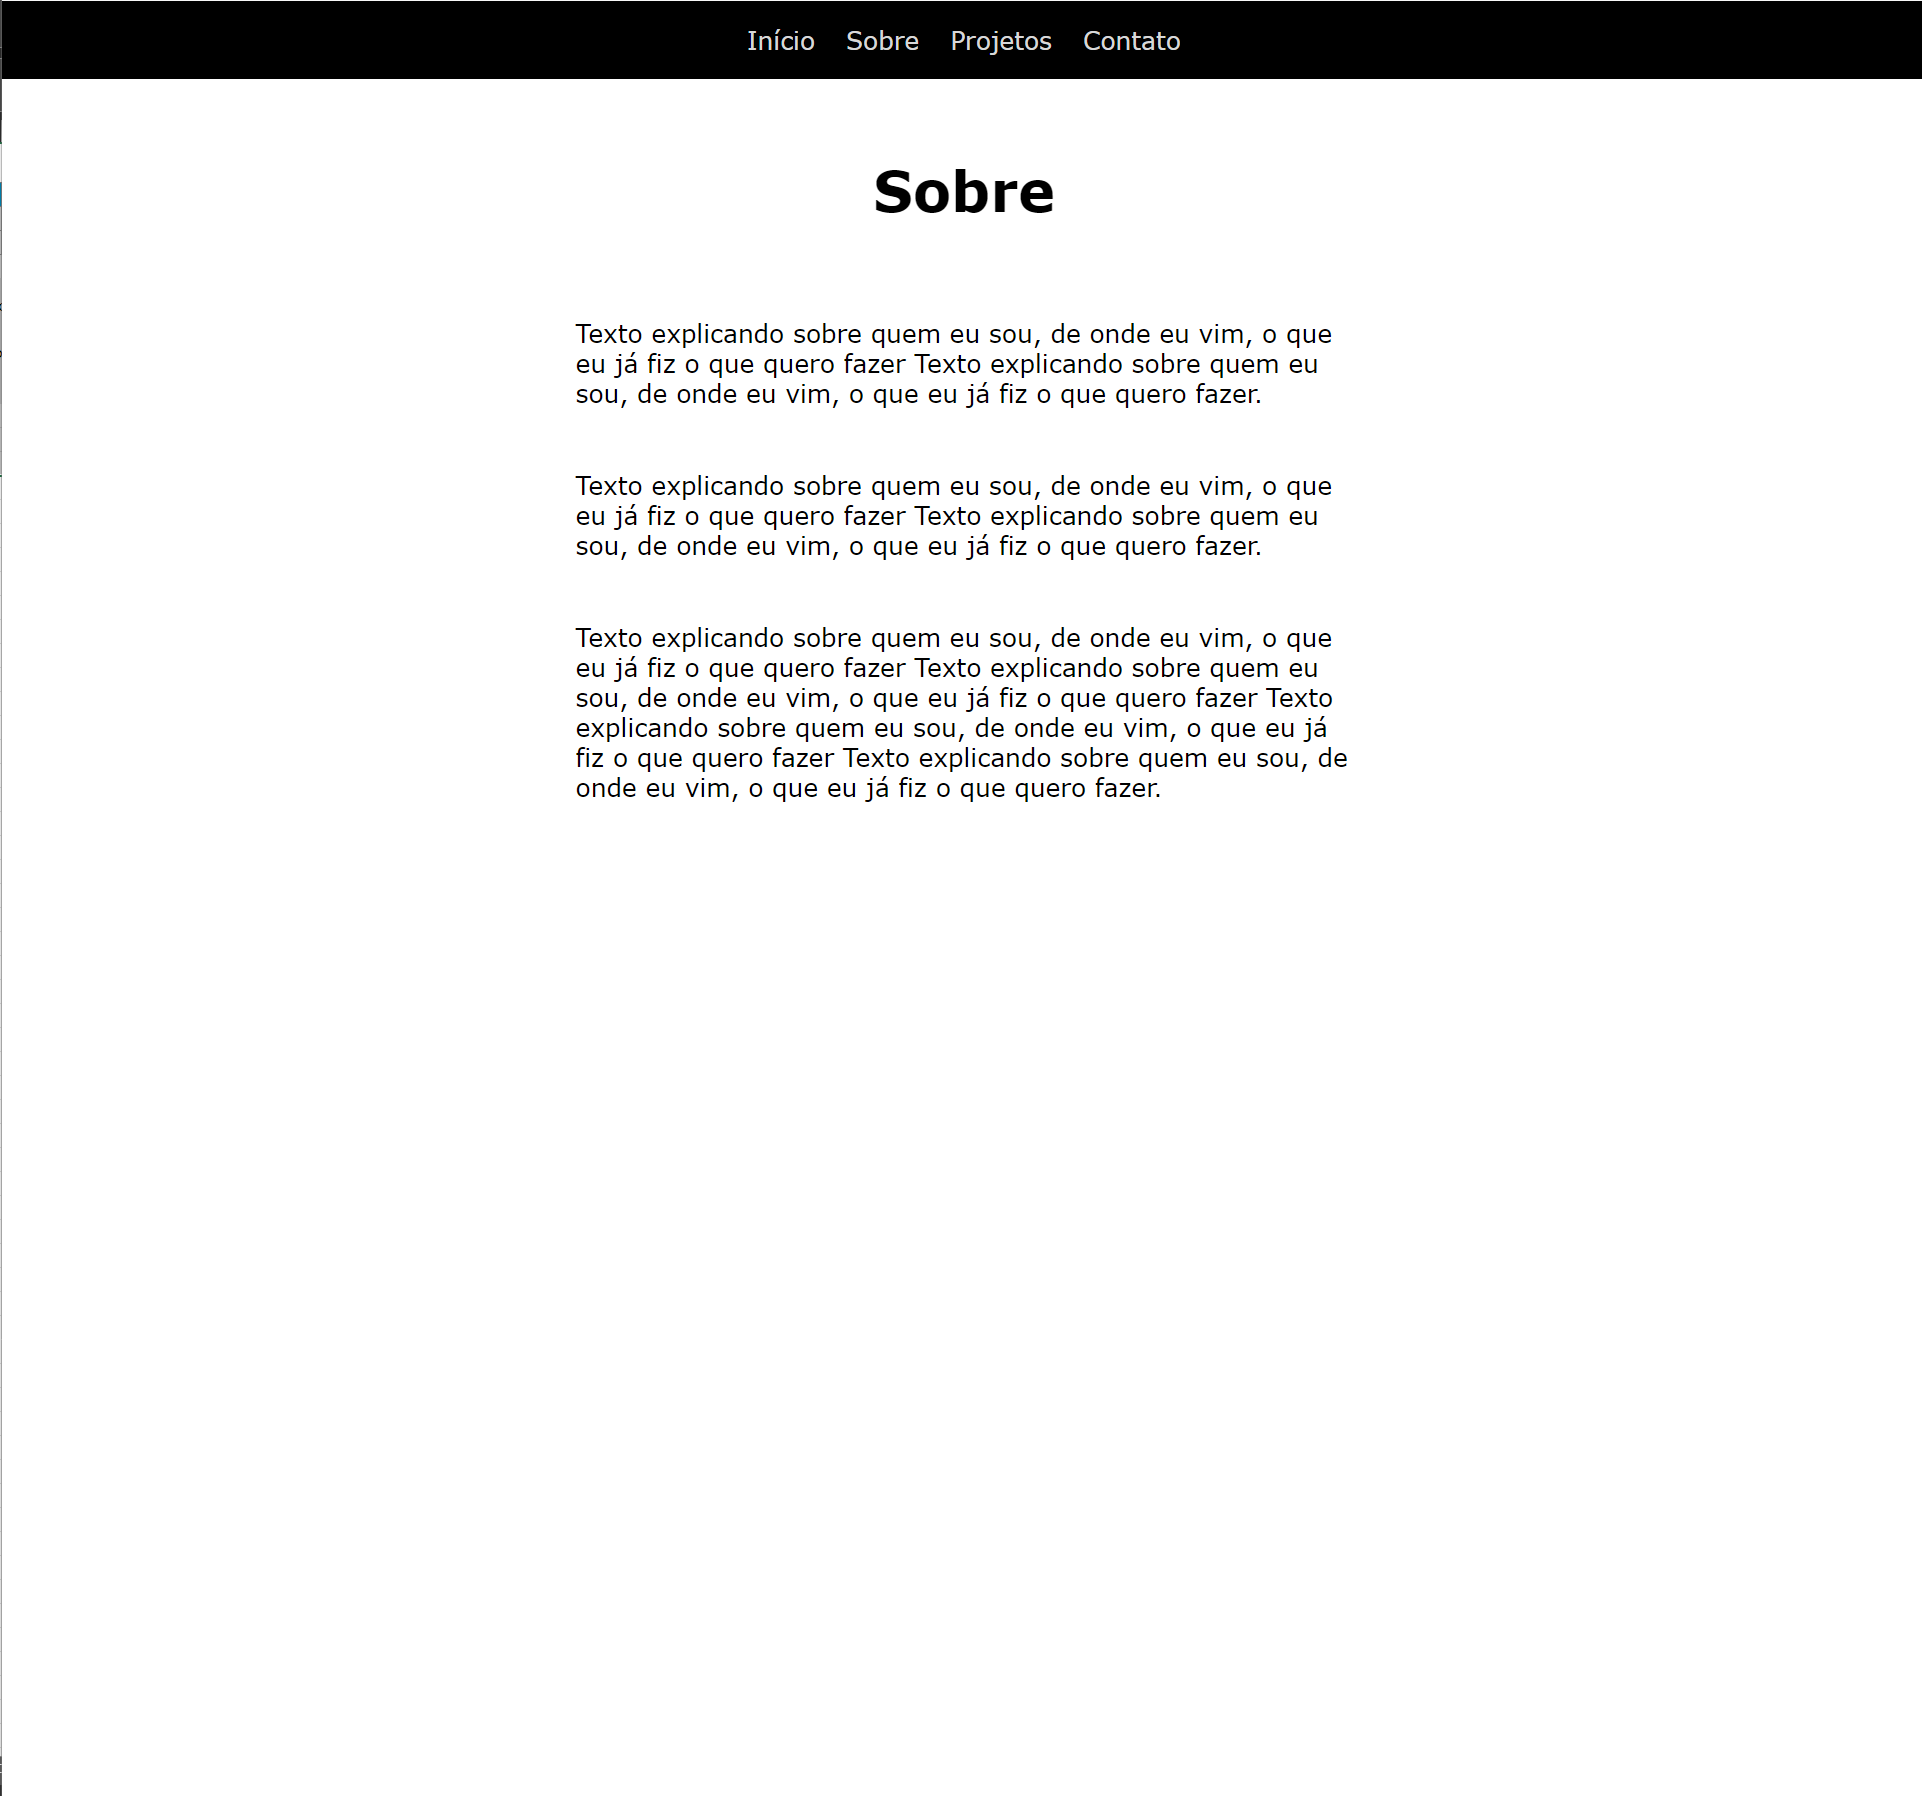 Início Sobre Projetos Contato
Sobre
Texto explicando sobre quem eu sou, de onde eu vim, o que
eu já fiz o que quero fazer Texto explicando sobre quem eu
sou, de onde eu vim, o que eu já fiz o que quero fazer.
Texto explicando sobre quem eu sou, de onde eu vim, o que
eu já fiz o que quero fazer Texto explicando sobre quem eu
sou, de onde eu vim, o que eu já fiz o que quero fazer.
Texto explicando sobre quem eu sou, de onde eu vim, o que
eu já fiz o que quero fazer Texto explicando sobre quem eu
sou, de onde eu vim, o que eu já fiz o que quero fazer Texto
explicando sobre quem eu sou, de onde eu vim, o que eu já
fiz o que quero fazer Texto explicando sobre quem eu sou, de
onde eu vim, o que eu já fiz o que quero fazer.